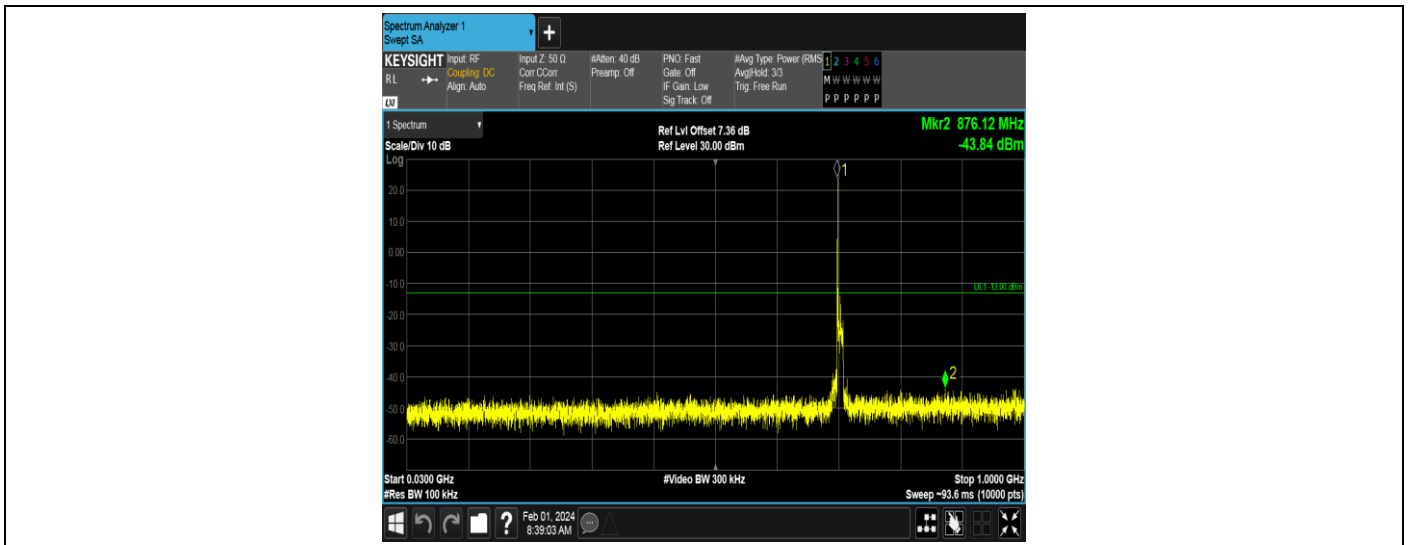 Spectrum Analyzer 1
Swept SA
+
KEYSIGHT
RL
LXI
Input: RF
Coupling: DC
Align: Auto
Input Z: 50 Ω
Corr CCorr
Freq Ref: Int (S)
#Atten: 40 dB
Preamp: Off
PNO: Fast
Gate: Off
IF Gain: Low
Sig Track: Off
#Avg Type: Power (RMS
Avg|Hold: 3/3
Trig: Free Run
1 2 3 4 5 6
M W W W W W
P P P P P P
1 Spectrum
Scale/Div 10 dB
Ref Lvl Offset 7.36 dB
Ref Level 30.00 dBm
Mkr2 876.12 MHz
-43.84 dBm
Log
1
20.0
10.0
0.00
-10.0
DL1 -13.00 dBm
-20.0
-30.0
-40.0
2
-50.0
-60.0
Start 0.0300 GHz
#Video BW 300 kHz
Stop 1.0000 GHz
#Res BW 100 kHz
Sweep ~93.6 ms (10000 pts)
?
Feb 01, 2024
8:39:03 AM